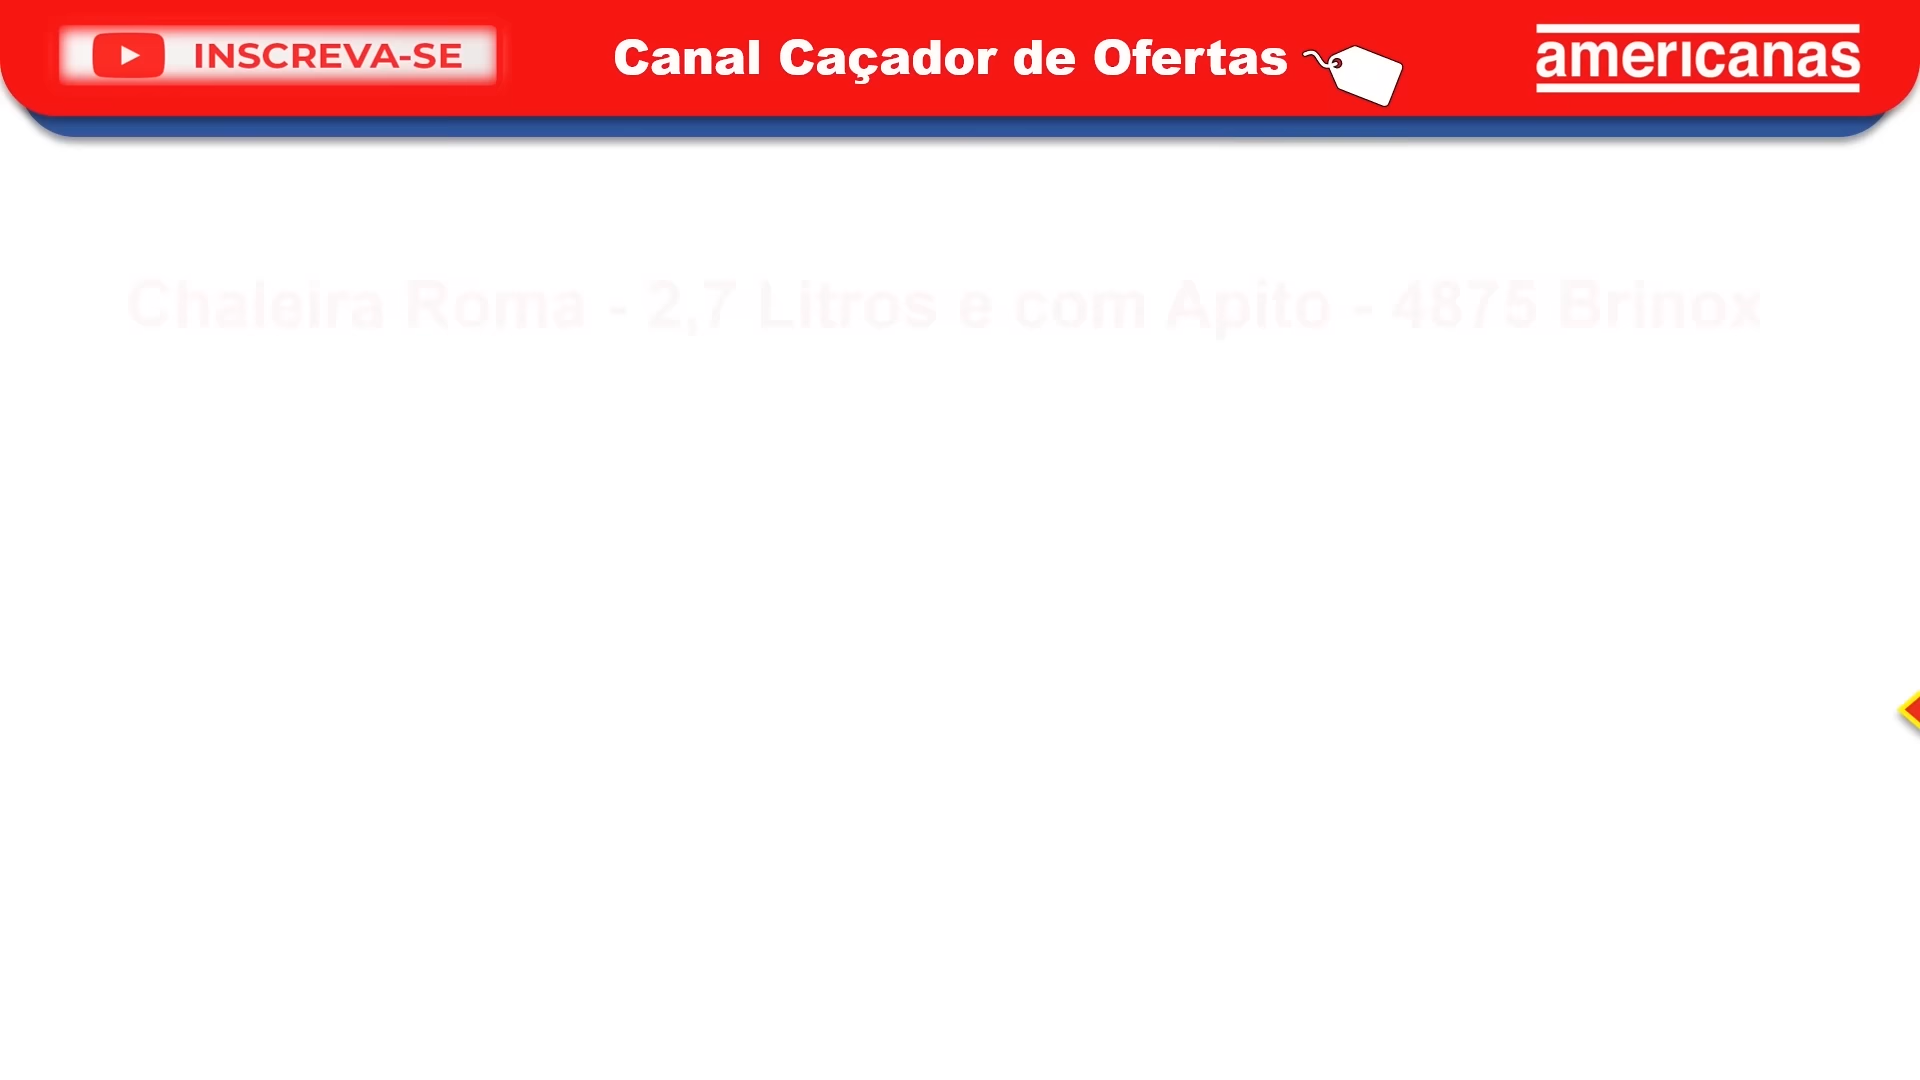 INSCREVA-SE
Canal Caçador de Ofertas
americanas
Chaleira Roma - 2,7 Litros e com Apito - 4875 Brinox